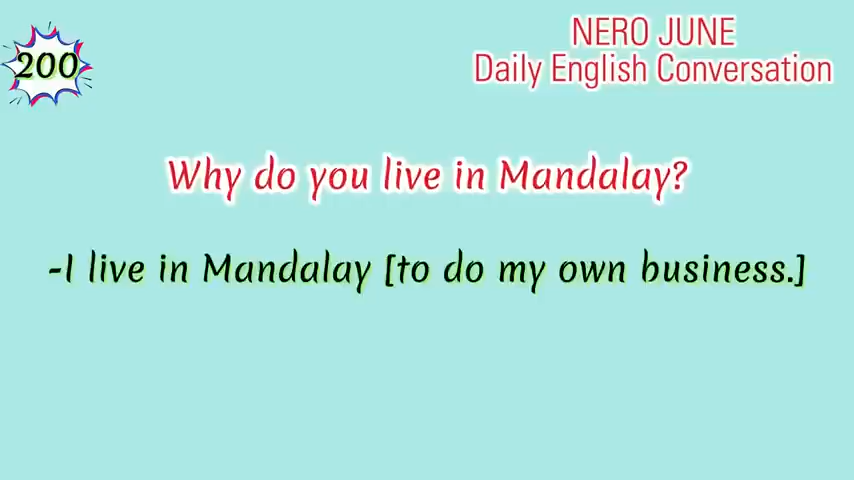 200
NERO JUNE
Daily English Conversation
Why do you live in Mandalay?
-I live in Mandalay [to do my own business.]